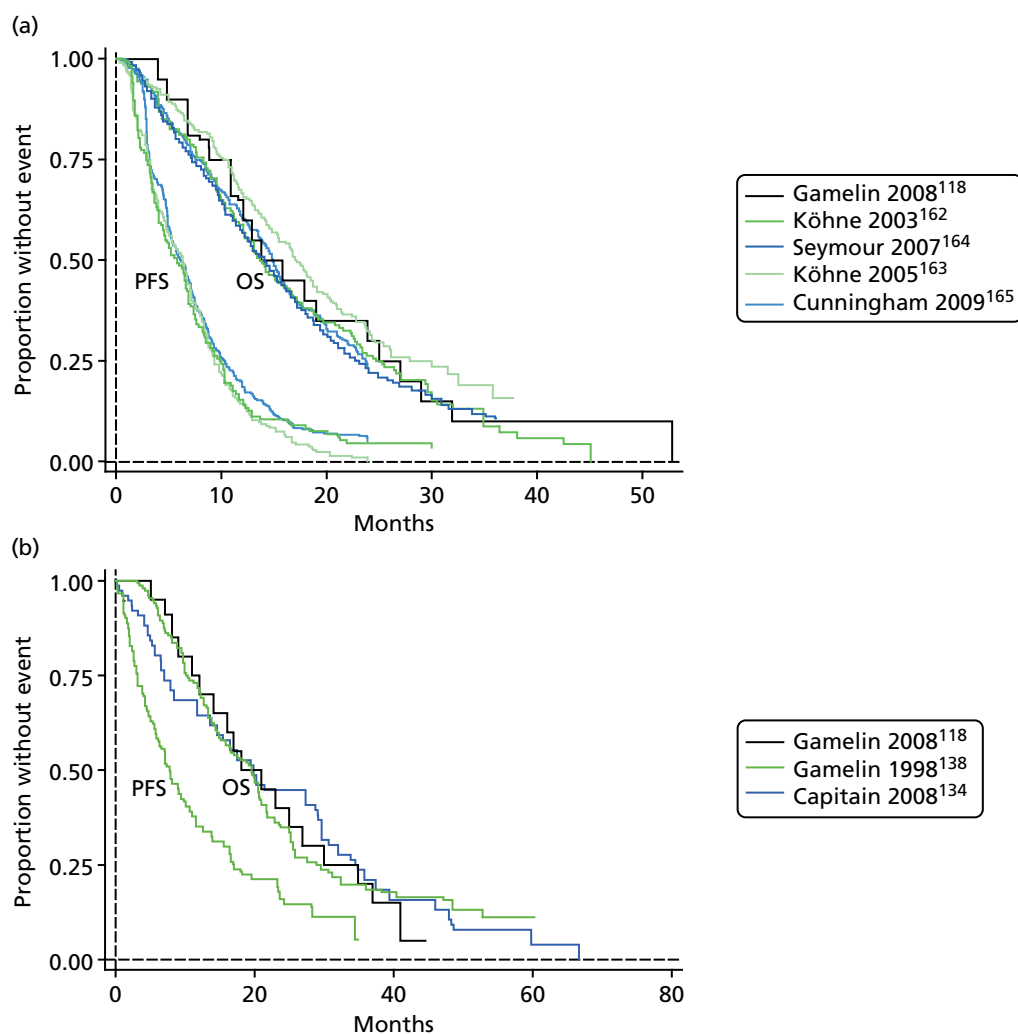 (a)
1.00
0.75
0.50
0.25
0.00
Proportion without event
PFS
OS
0 10 20 30 40 50
Months
Gamelin 2008¹¹⁸
Köhne 2003¹⁶²
Seymour 2007¹⁶⁴
Köhne 2005¹⁶³
Cunningham 2009¹⁶⁵
(b)
1.00
0.75
0.50
0.25
0.00
Proportion without event
PFS
OS
0 20 40 60 80
Months
Gamelin 2008¹¹⁸
Gamelin 1998¹³⁸
Capitain 2008¹³⁴